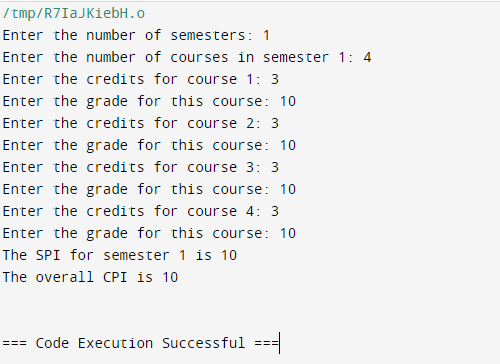 /tmp/R7IaJKiebH.o
Enter the number of semesters: 1
Enter the number of courses in semester 1: 4
Enter the credits for course 1: 3
Enter the grade for this course: 10
Enter the credits for course 2: 3
Enter the grade for this course: 10
Enter the credits for course 3: 3
Enter the grade for this course: 10
Enter the credits for course 4: 3
Enter the grade for this course: 10
The SPI for semester 1 is 10
The overall CPI is 10
=== Code Execution Successful ===